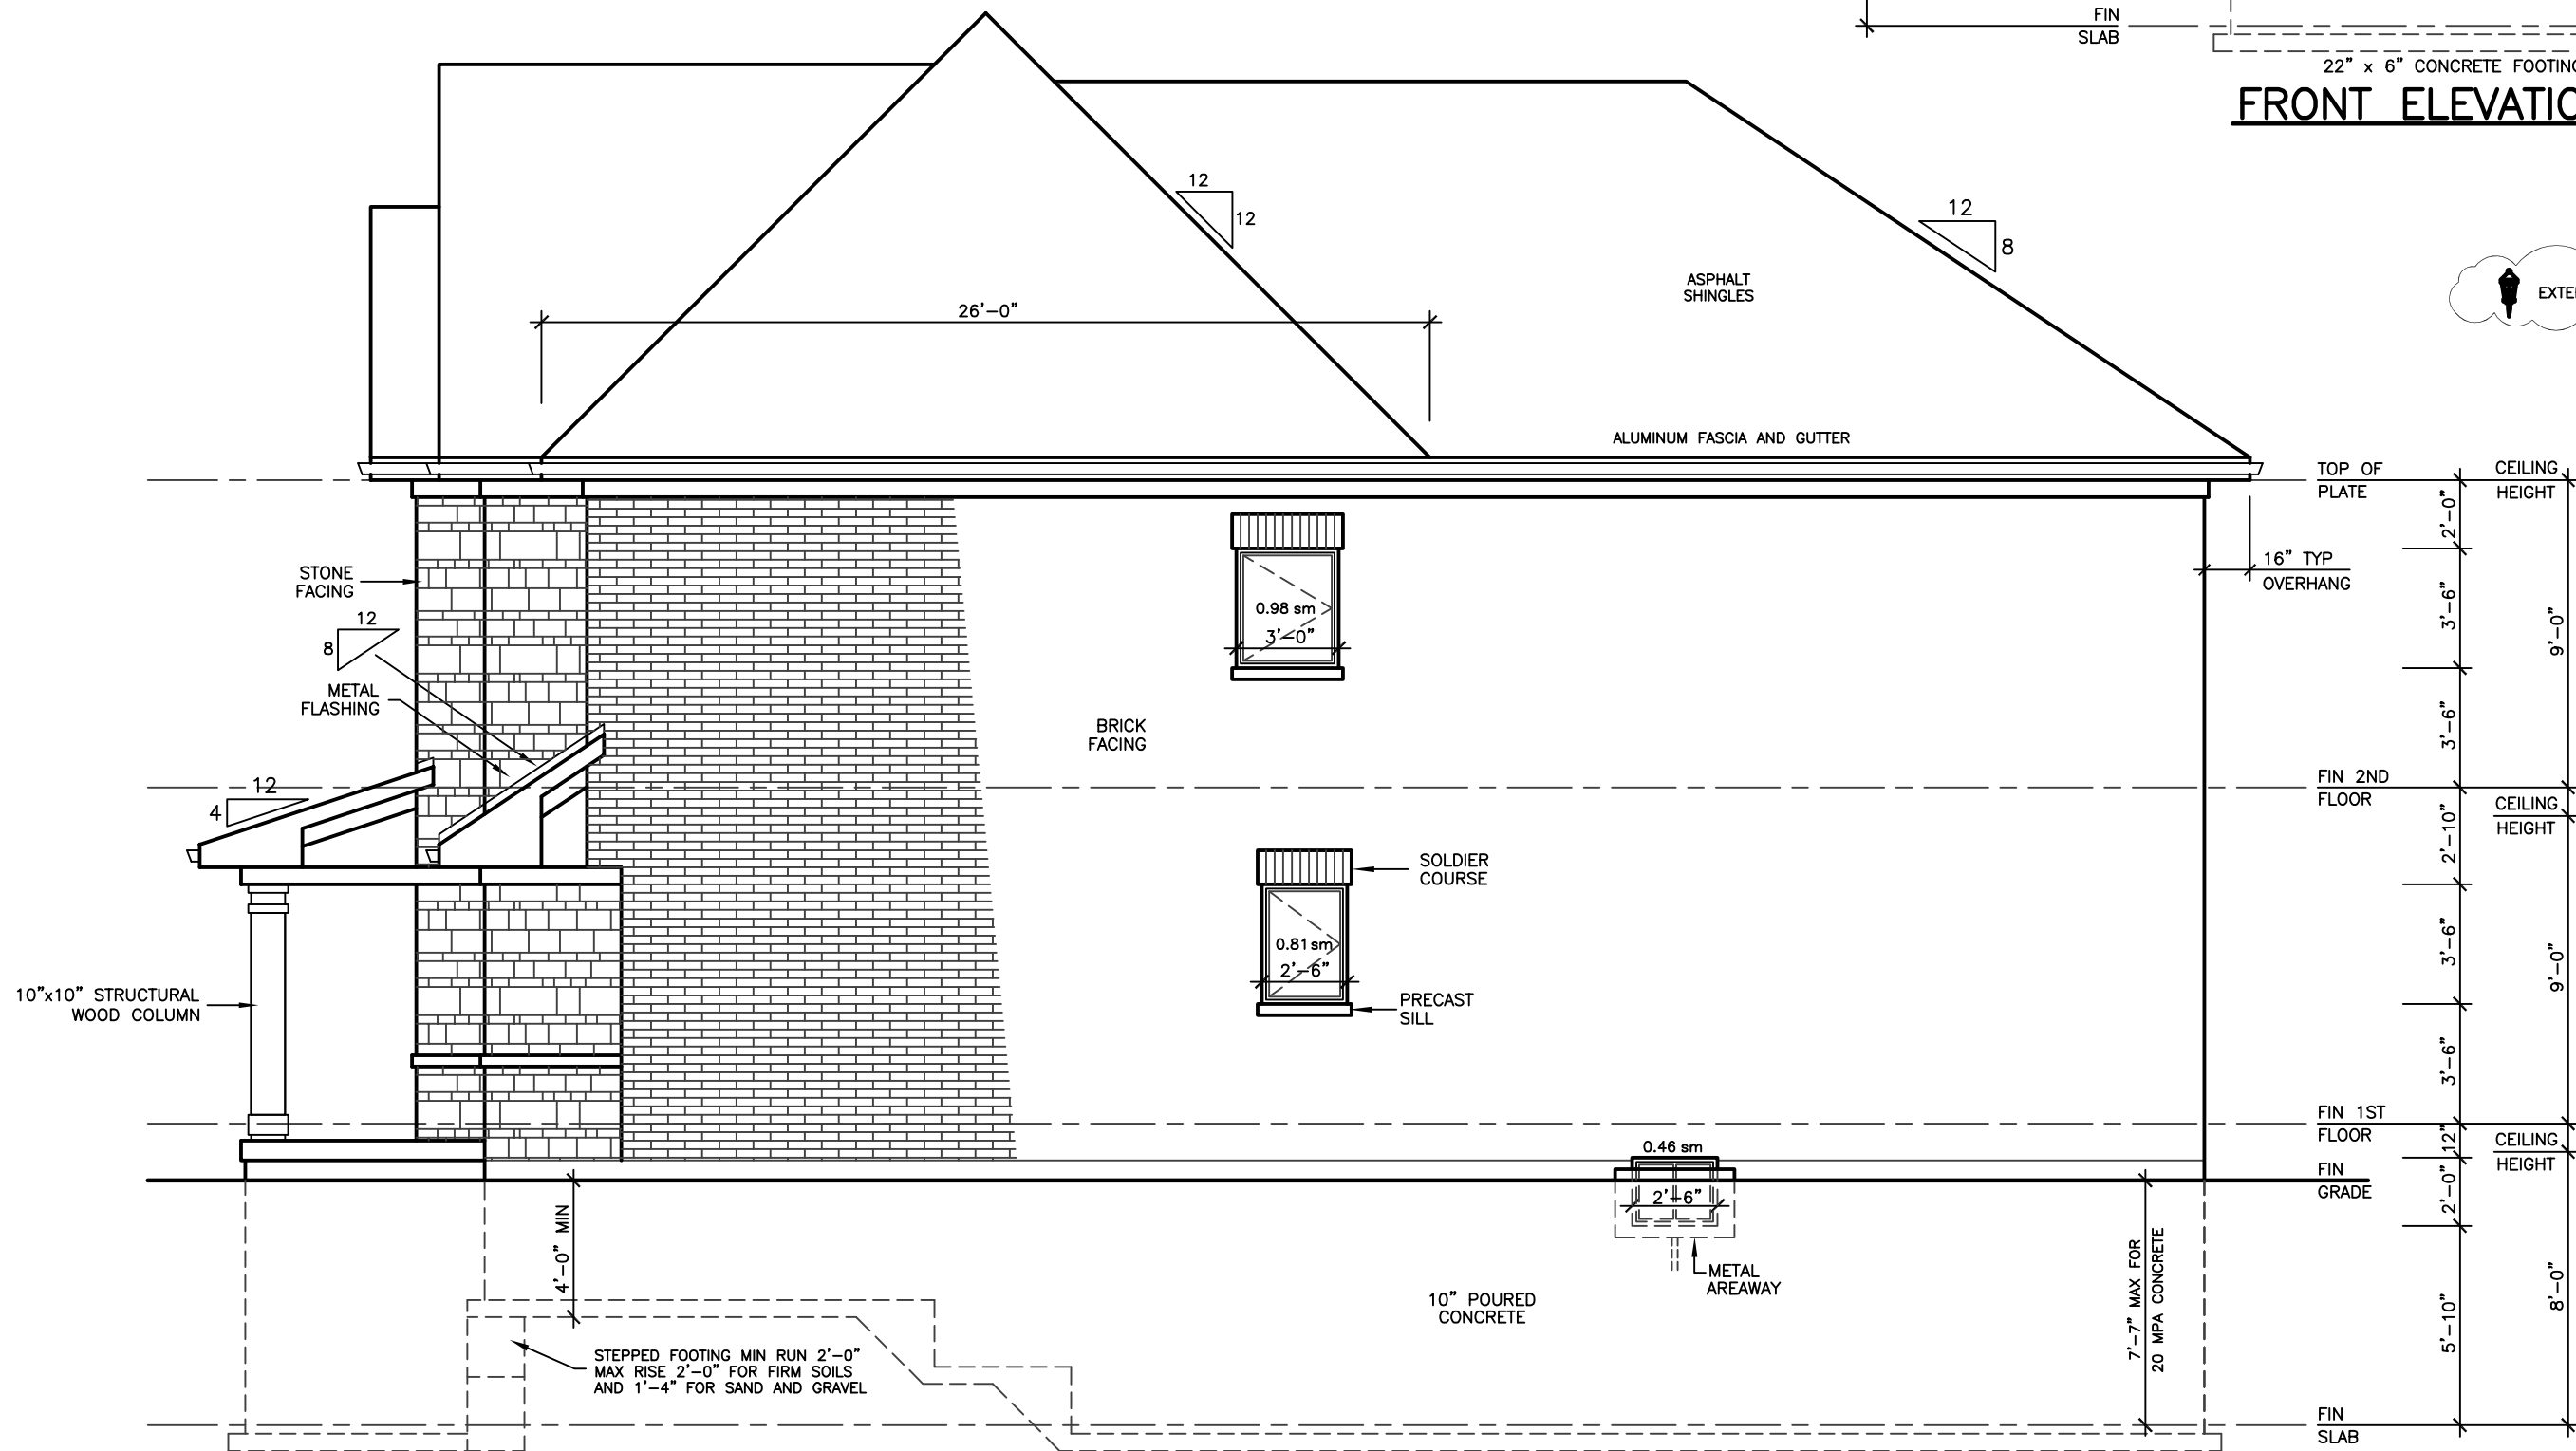 FIN
SLAB
22” x 6” CONCRETE FOOTING
FRONT ELEVATIO
12
12
12
8
ASPHALT
SHINGLES
EXTE
26’-0”
ALUMINUM FASCIA AND GUTTER
TOP OF
PLATE
CEILING
HEIGHT
2’-0”
STONE
FACING
16” TYP
OVERHANG
0.98 sm
3’-0”
3’-6”
9’-0”
12
8
METAL
FLASHING
BRICK
FACING
3’-6”
12
4
FIN 2ND
FLOOR
CEILING
HEIGHT
2’-10”
SOLDIER
COURSE
0.81 sm
2’-6”
3’-6”
9’-0”
10”x10” STRUCTURAL
WOOD COLUMN
PRECAST
SILL
3’-6”
FIN 1ST
FLOOR
12”
CEILING
HEIGHT
0.46 sm
FIN
GRADE
2’-6”
2’-0”
4’-0” MIN
METAL
AREAWAY
10” POURED
CONCRETE
7’-7” MAX FOR
20 MPA CONCRETE
5’-10”
8’-0”
STEPPED FOOTING MIN RUN 2’-0”
MAX RISE 2’-0” FOR FIRM SOILS
AND 1’-4” FOR SAND AND GRAVEL
FIN
SLAB